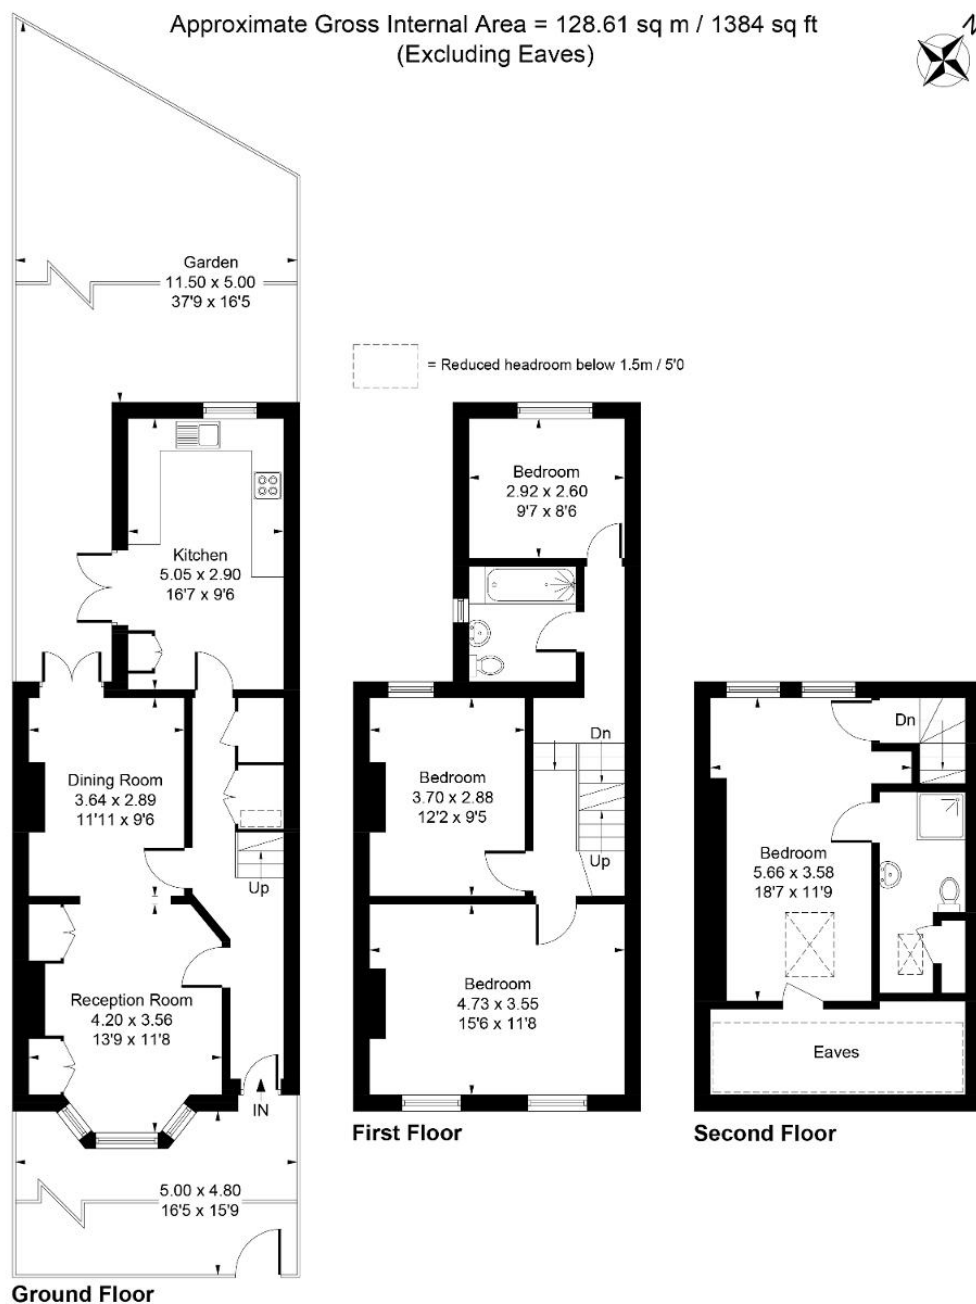 Approximate Gross Internal Area = 128.61 sq m / 1384 sq ft
(Excluding Eaves)
N
Garden
11.50 x 5.00
37'9 x 16'5
= Reduced headroom below 1.5m / 5'0
Kitchen
5.05 x 2.90
16'7 x 9'6
Dining Room
3.64 x 2.89
11'11 x 9'6
Up
Reception Room
4.20 x 3.56
13'9 x 11'8
IN
5.00 x 4.80
16'5 x 15'9
Ground Floor
Bedroom
2.92 x 2.60
9'7 x 8'6
Dn
Bedroom
3.70 x 2.88
12'2 x 9'5
Up
Bedroom
4.73 x 3.55
15'6 x 11'8
First Floor
Dn
Bedroom
5.66 x 3.58
18'7 x 11'9
Eaves
Second Floor